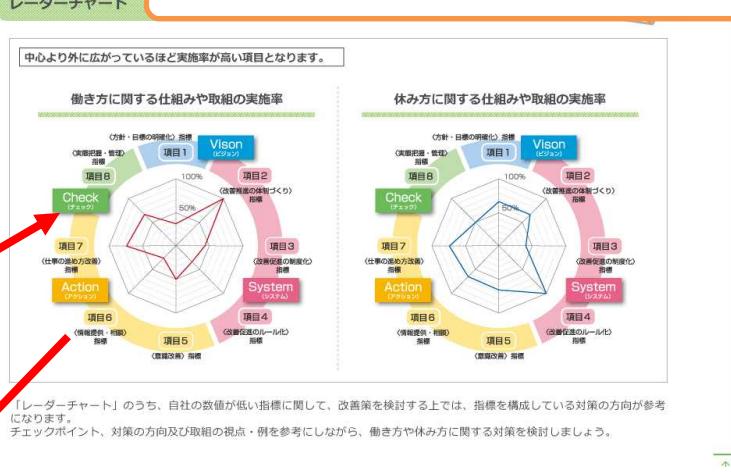 レーダーチャート
中心より外に広がっているほど実施率が高い項目となります。
働き方に関する仕組みや取組の実施率
〈方針・目標の明確化〉指標
項目1
Vison
(ビジョン)
〈実態把握・管理〉
指標
項目8
Check
(チェック)
100%
50%
項目2
〈改善推進の体制づくり〉
指標
項目7
〈仕事の進め方改善〉
指標
項目3
〈改善促進の制度化〉
指標
Action
(アクション)
System
(システム)
項目6
〈情報提供・相談〉
指標
項目4
〈改善促進のルール化〉
指標
項目5
〈意識改善〉指標
休み方に関する仕組みや取組の実施率
〈方針・目標の明確化〉指標
項目1
Vison
(ビジョン)
〈実態把握・管理〉
指標
項目8
Check
(チェック)
100%
50%
項目2
〈改善推進の体制づくり〉
指標
項目7
〈仕事の進め方改善〉
指標
項目3
〈改善促進の制度化〉
指標
Action
(アクション)
System
(システム)
項目6
〈情報提供・相談〉
指標
項目4
〈改善促進のルール化〉
指標
項目5
〈意識改善〉指標
「レーダーチャート」のうち、自社の数値が低い指標に関して、改善策を検討する上では、指標を構成している対策の方向が参考
になります。
チェックポイント、対策の方向及び取組の視点・例を参考にしながら、働き方や休み方に関する対策を検討しましょう。